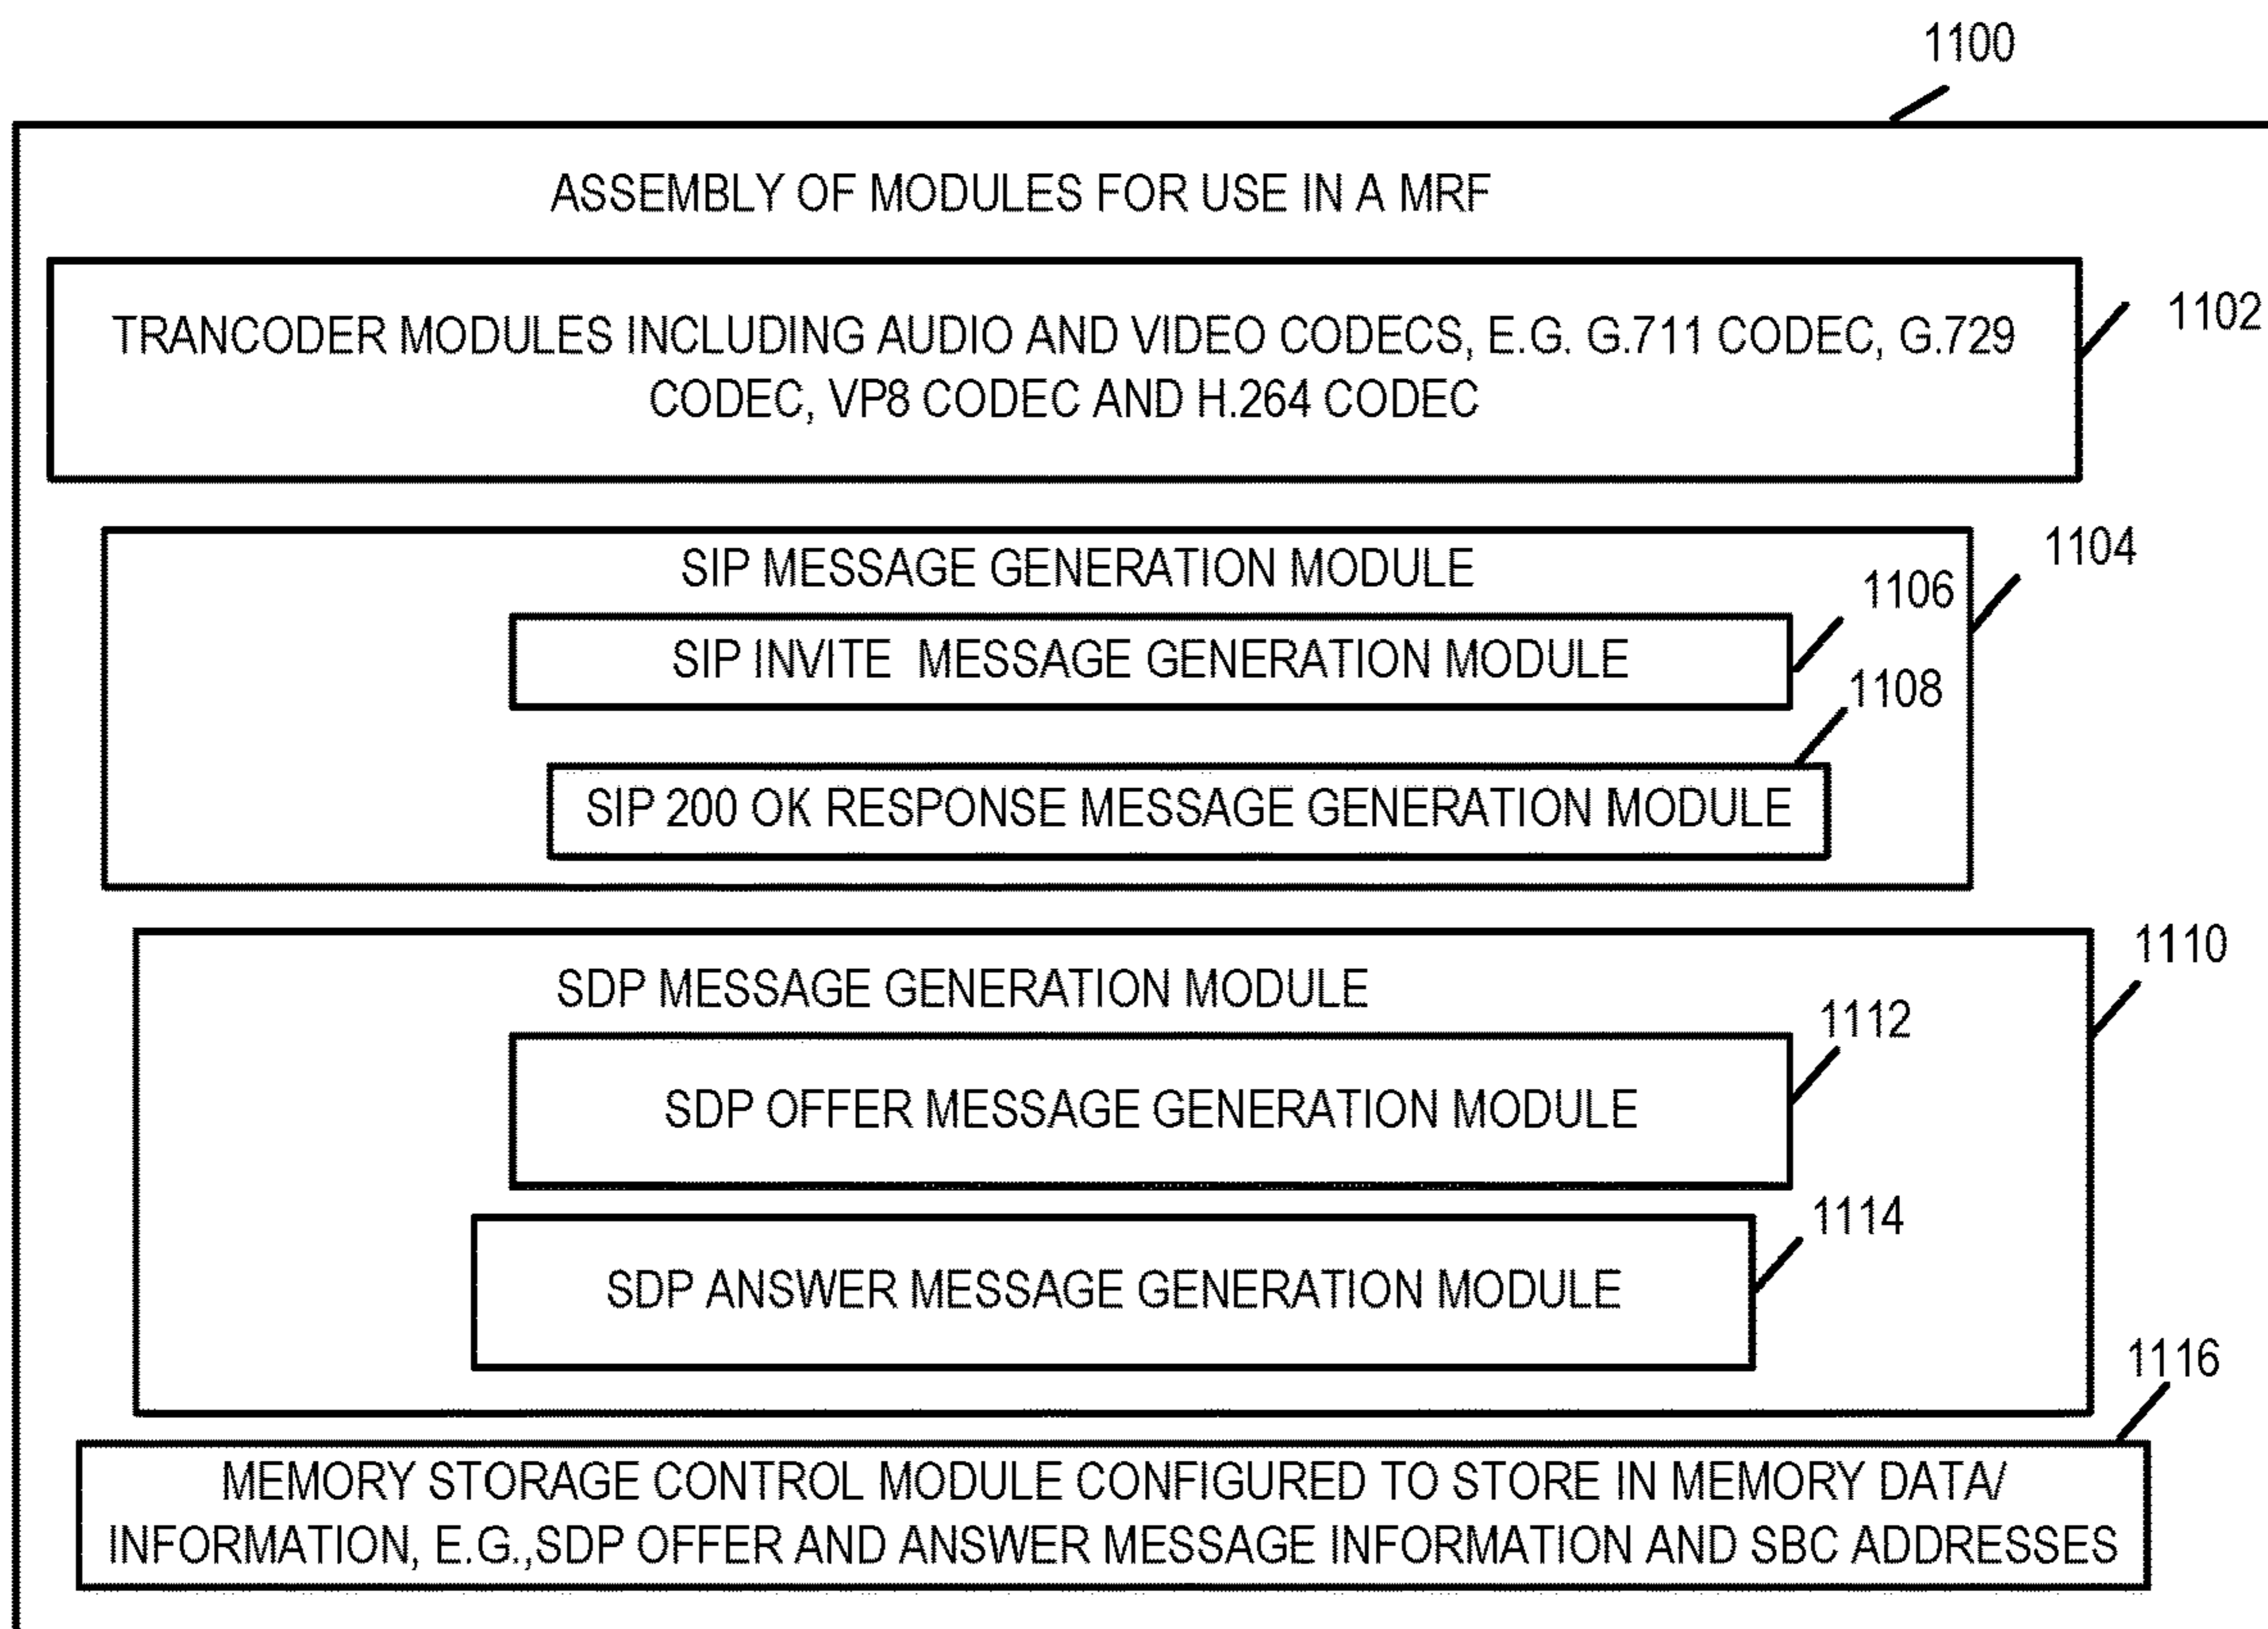 1100
ASSEMBLY OF MODULES FOR USE IN A MRF
TRANCODER MODULES INCLUDING AUDIO AND VIDEO CODECS, E.G. G.711 CODEC, G.729
CODEC, VP8 CODEC AND H.264 CODEC
1102
SIP MESSAGE GENERATION MODULE
1104
SIP INVITE MESSAGE GENERATION MODULE
1106
SIP 200 OK RESPONSE MESSAGE GENERATION MODULE
1108
SDP MESSAGE GENERATION MODULE
1110
SDP OFFER MESSAGE GENERATION MODULE
1112
SDP ANSWER MESSAGE GENERATION MODULE
1114
1116
MEMORY STORAGE CONTROL MODULE CONFIGURED TO STORE IN MEMORY DATA/
INFORMATION, E.G.,SDP OFFER AND ANSWER MESSAGE INFORMATION AND SBC ADDRESSES